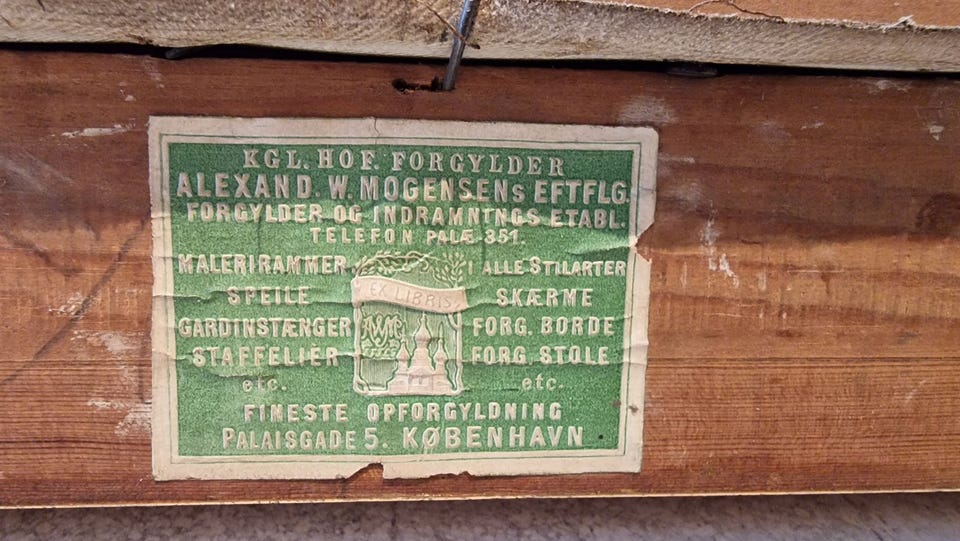 KGL. HOF. FORGYLDER
ALEXAND. W. MOGENSENS EFTFLG.
FORGYLDER OG INDRAMNINGS ETABL.
TELEFON PALÆ 351.
MALERIRAMMER. I ALLE STILARTER
SPEILE SKÆRME
GARDINSTÆNGER FORG. BORDE
STAFFELIER FORG. STOLE
etc. etc.
EX LIBRIS
AWM
FINESTE OPFORGYLDNING
PALAISGADE 5. KØBENHAVN